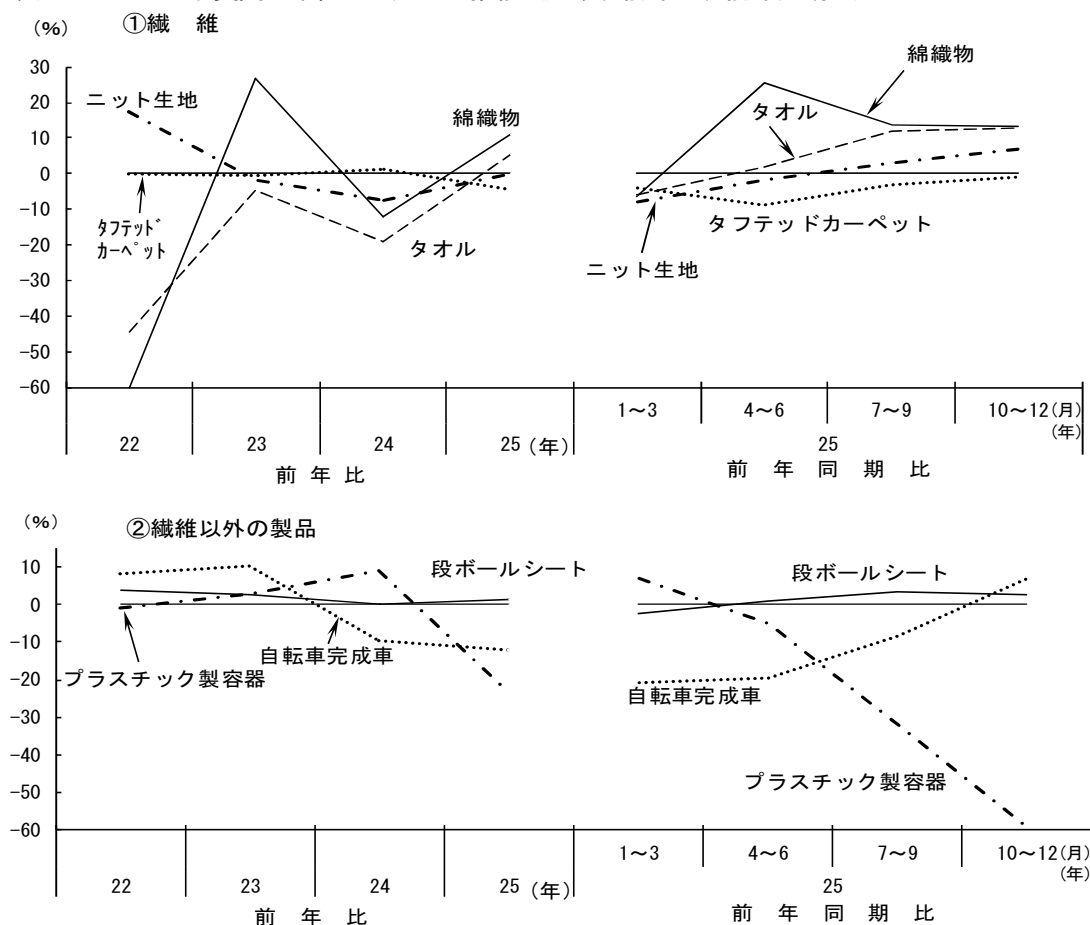 (%)
①繊 維
30
20
10
0
-10
-20
-30
-40
-50
-60
ニット生地
綿織物
タフテッド
カーペット
タオル
綿織物
タオル
タフテッドカーペット
ニット生地
22
23
24
25 (年)
1～3
4～6
7～9
10～12(月)
(年)
25
前 年 比
前 年 同 期 比
(%)
②繊維以外の製品
10
0
-10
-20
-30
-40
-50
-60
段ボールシート
自転車完成車
プラスチック製容器
段ボールシート
自転車完成車
プラスチック製容器
1～3
4～6
7～9
10～12(月)
(年)
22
23
24
25 (年)
25
前 年 比
前 年 同 期 比